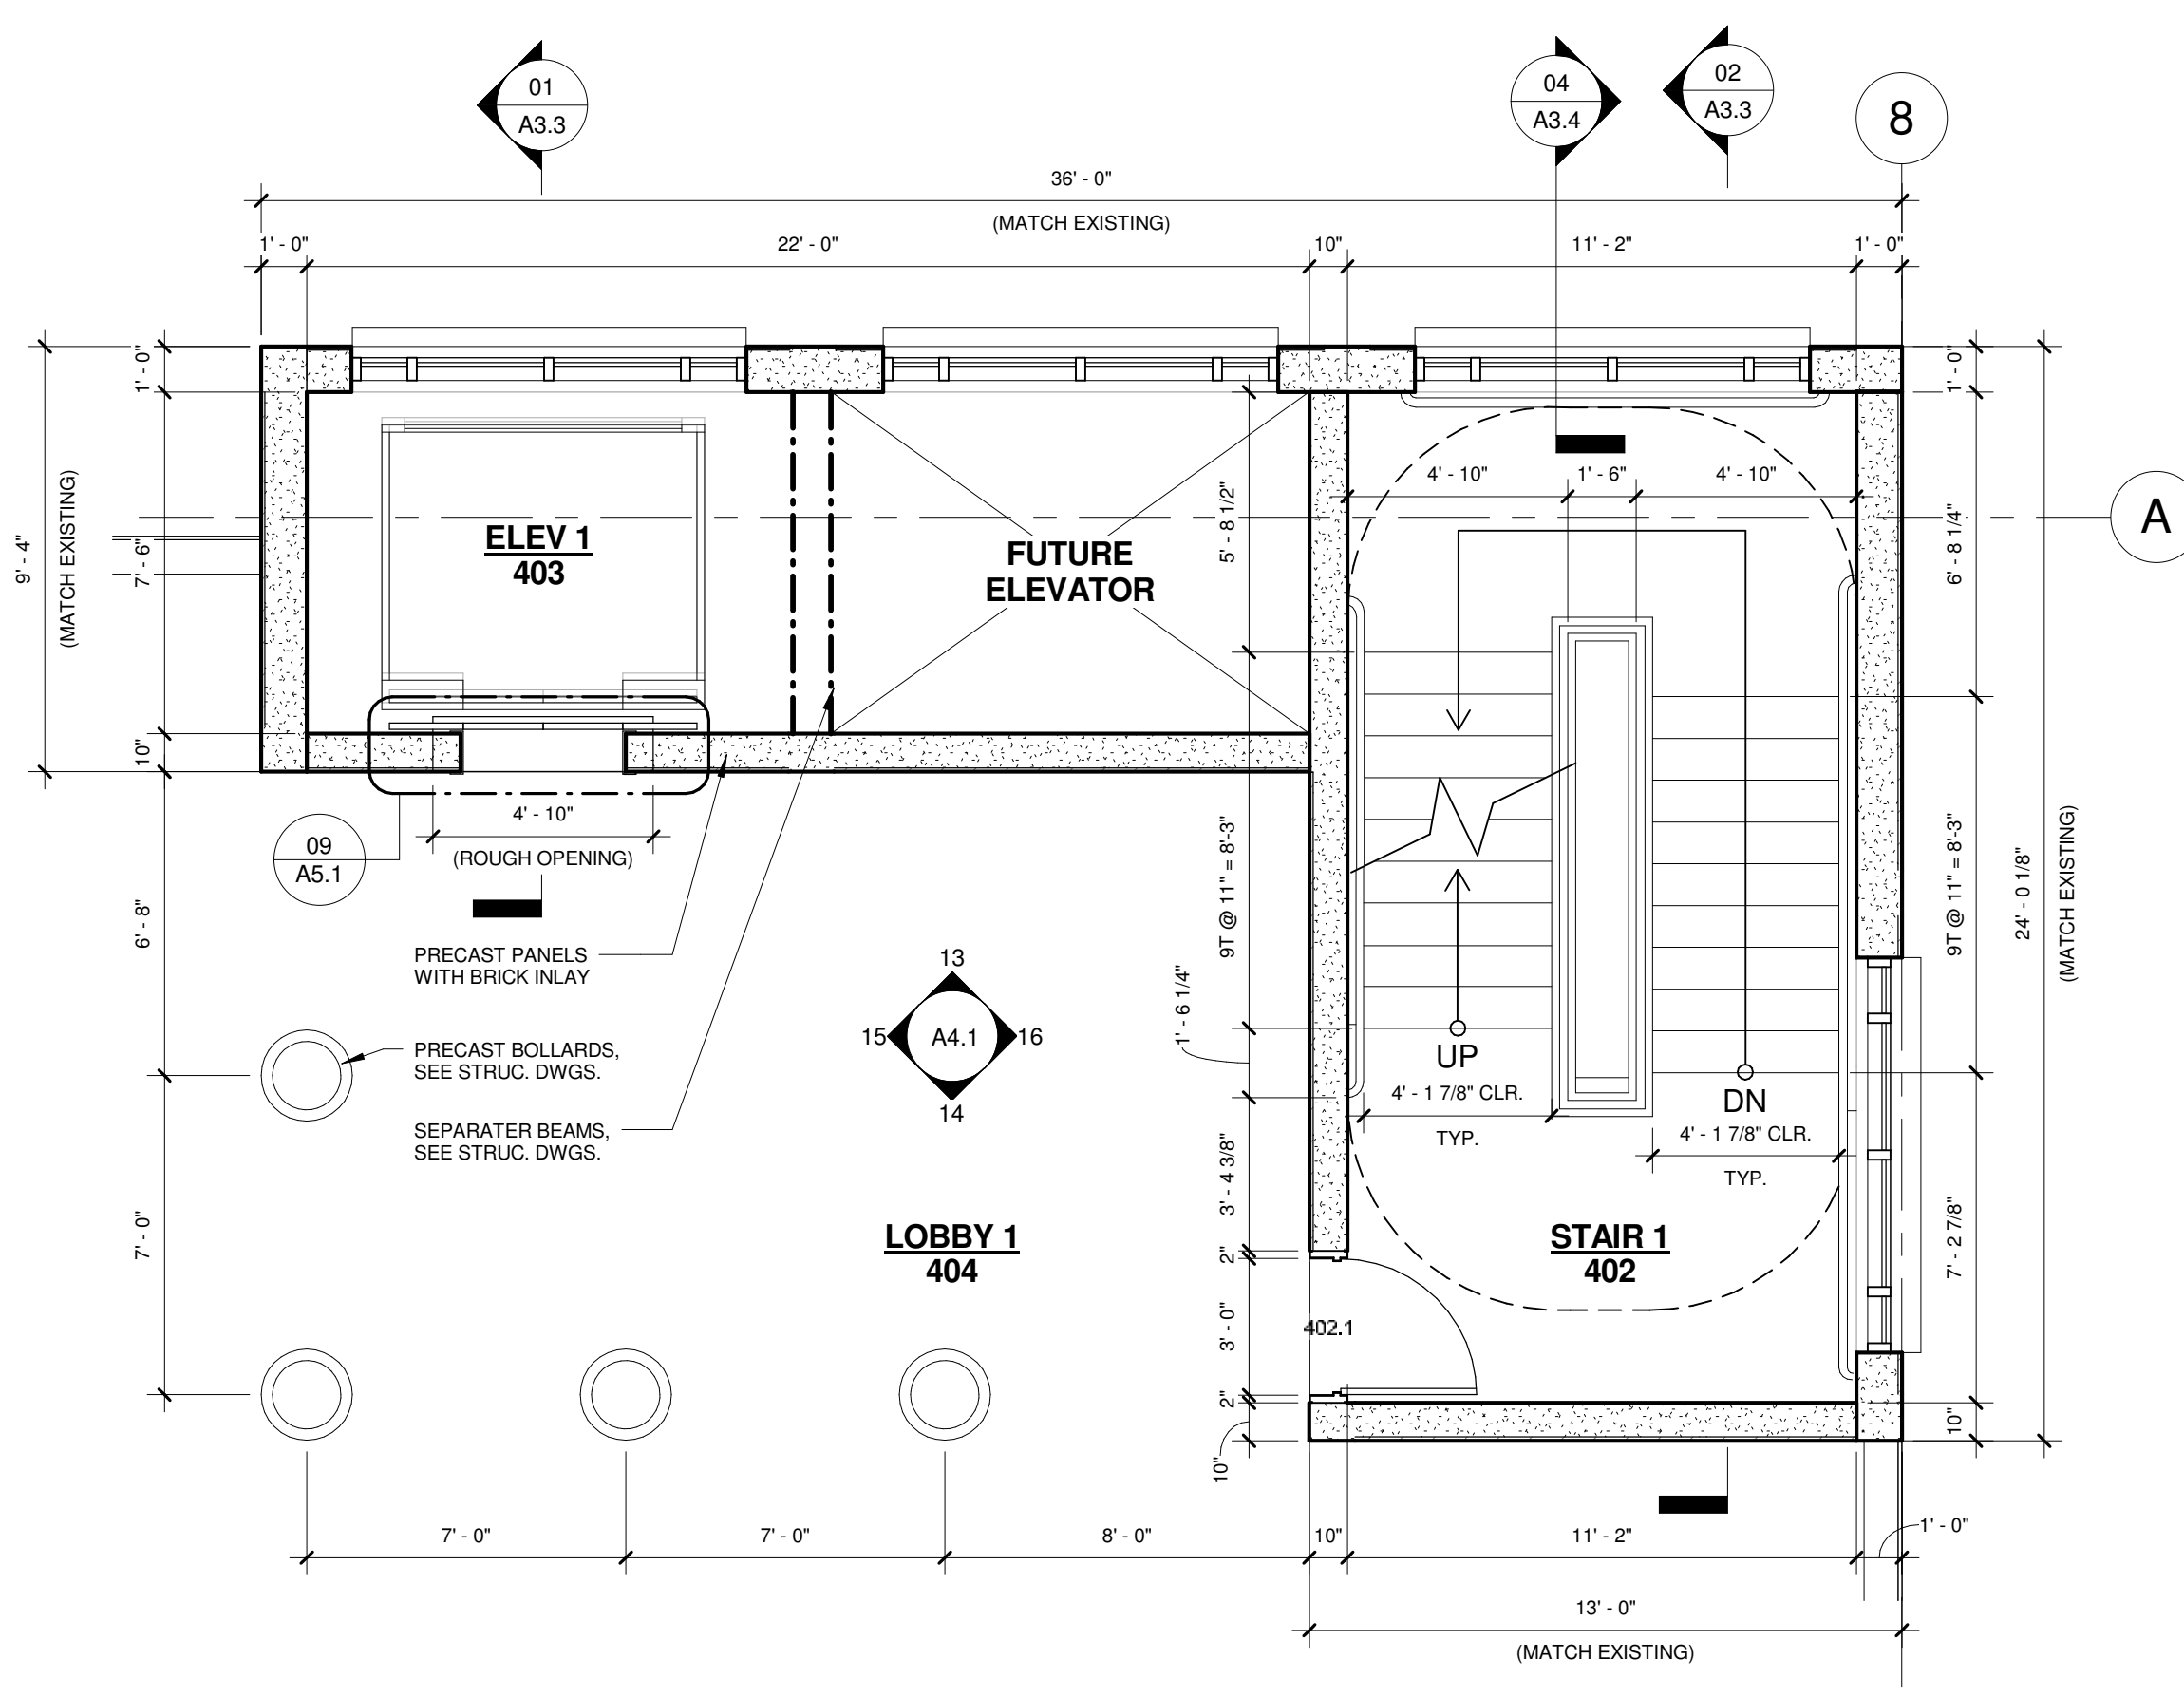 01
A3.3
04
A3.4
02
A3.3
8
36' - 0"
(MATCH EXISTING)
1' - 0"
22' - 0"
10"
11' - 2"
1' - 0"
1' - 0"
7' - 6"
10"
9' - 4"
(MATCH EXISTING)
6' - 8"
7' - 0"
ELEV 1
403
FUTURE
ELEVATOR
4' - 10"
1' - 6"
4' - 10"
A
5' - 8 1/2"
9T @ 11" = 8'-3"
1' - 6 1/4"
3' - 4 3/8"
2"
3' - 0"
2"
10"
1' - 0"
6' - 8 1/4"
9T @ 11" = 8'-3"
7' - 2 7/8"
10"
24' - 0 1/8"
(MATCH EXISTING)
4' - 10"
(ROUGH OPENING)
09
A5.1
PRECAST PANELS
WITH BRICK INLAY
PRECAST BOLLARDS,
SEE STRUC. DWGS.
SEPARATER BEAMS,
SEE STRUC. DWGS.
13
15
A4.1
16
14
UP
4' - 1 7/8" CLR.
TYP.
DN
4' - 1 7/8" CLR.
TYP.
LOBBY 1
404
STAIR 1
402
402.1
7' - 0"
7' - 0"
8' - 0"
10"
11' - 2"
1' - 0"
13' - 0"
(MATCH EXISTING)